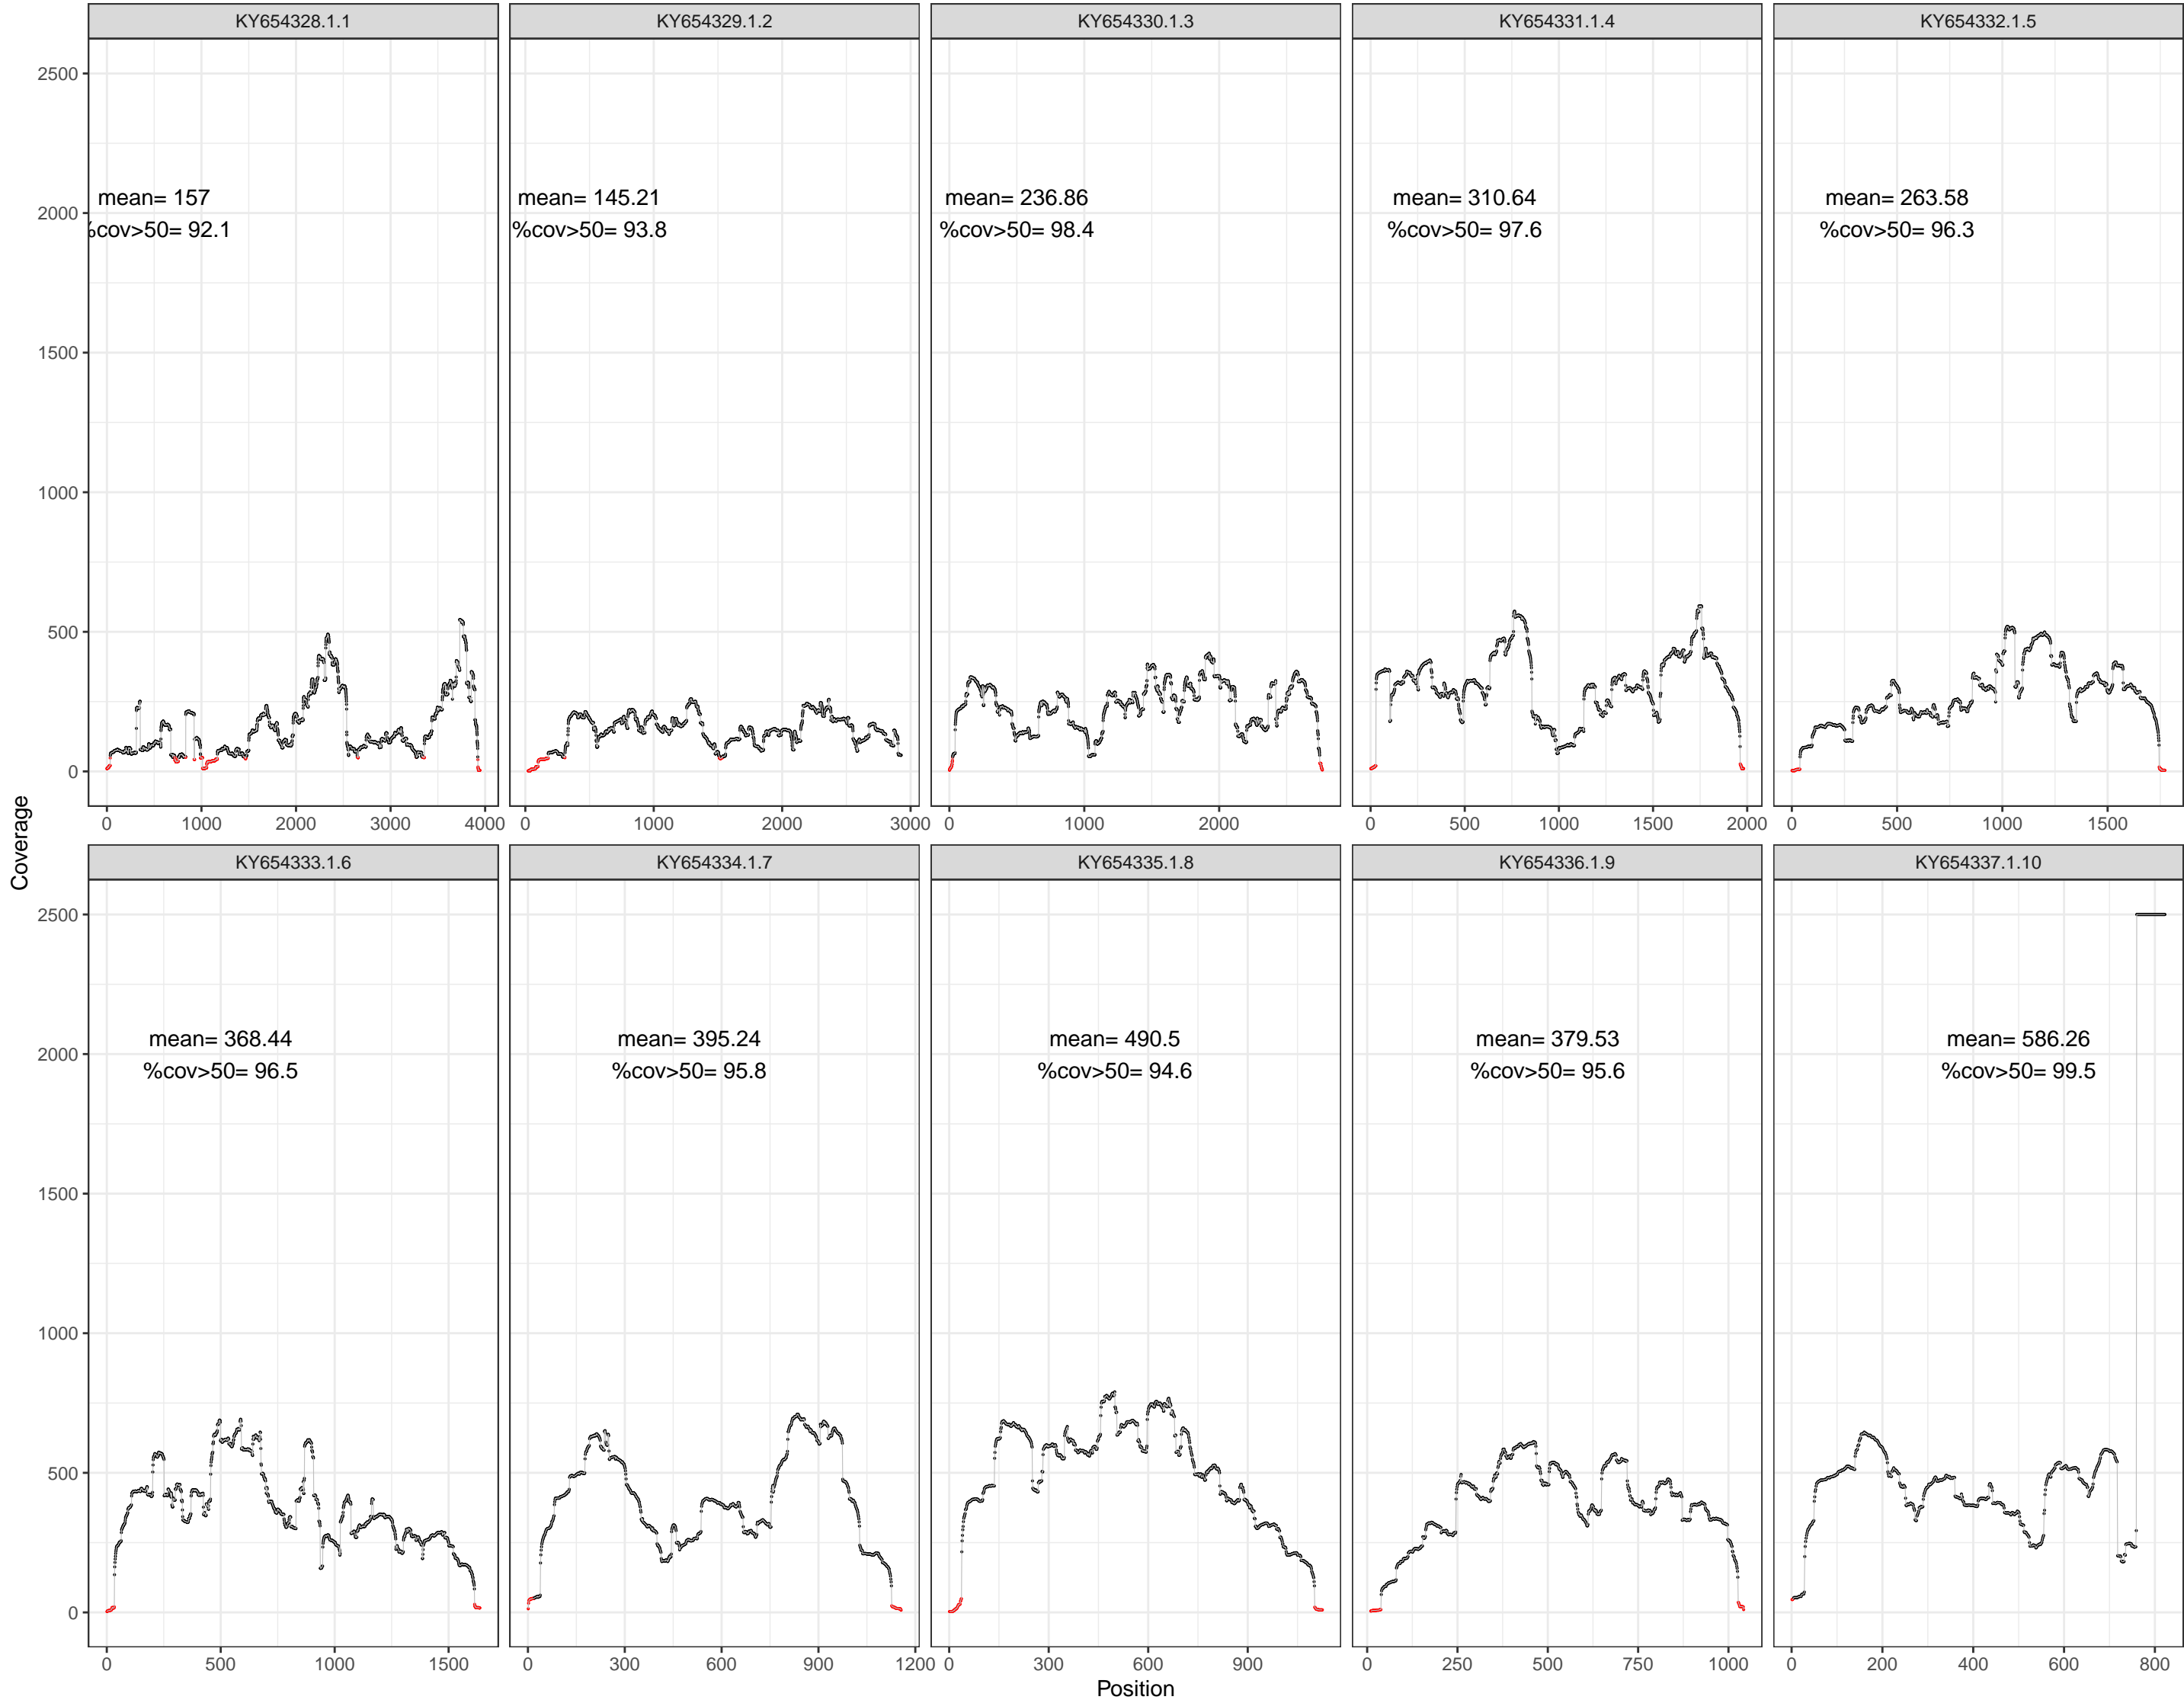 KY654328.1.1 KY654329.1.2 KY654330.1.3 KY654331.1.4 KY654332.1.5
2500
mean= 157 mean= 145.21 mean= 236.86 mean= 310.64 mean= 263.58
2000
%cov>50= 92.1 %cov>50= 93.8 %cov>50= 98.4 %cov>50= 97.6 %cov>50= 96.3
1500
1000
500
0
0 1000 2000 3000 4000 0 1000 2000 3000 0 1000 2000 0 500 1000 1500 2000 0 500 1000 1500
Coverage
KY654333.1.6 KY654334.1.7 KY654335.1.8 KY654336.1.9 KY654337.1.10
2500
mean= 368.44 mean= 395.24 mean= 490.5 mean= 379.53 mean= 586.26
2000
%cov>50= 96.5 %cov>50= 95.8 %cov>50= 94.6 %cov>50= 95.6 %cov>50= 99.5
1500
1000
500
0
0 500 1000 1500 0 300 600 900 1200 0 300 600 900 0 250 500 750 1000 0 200 400 600 800
Position